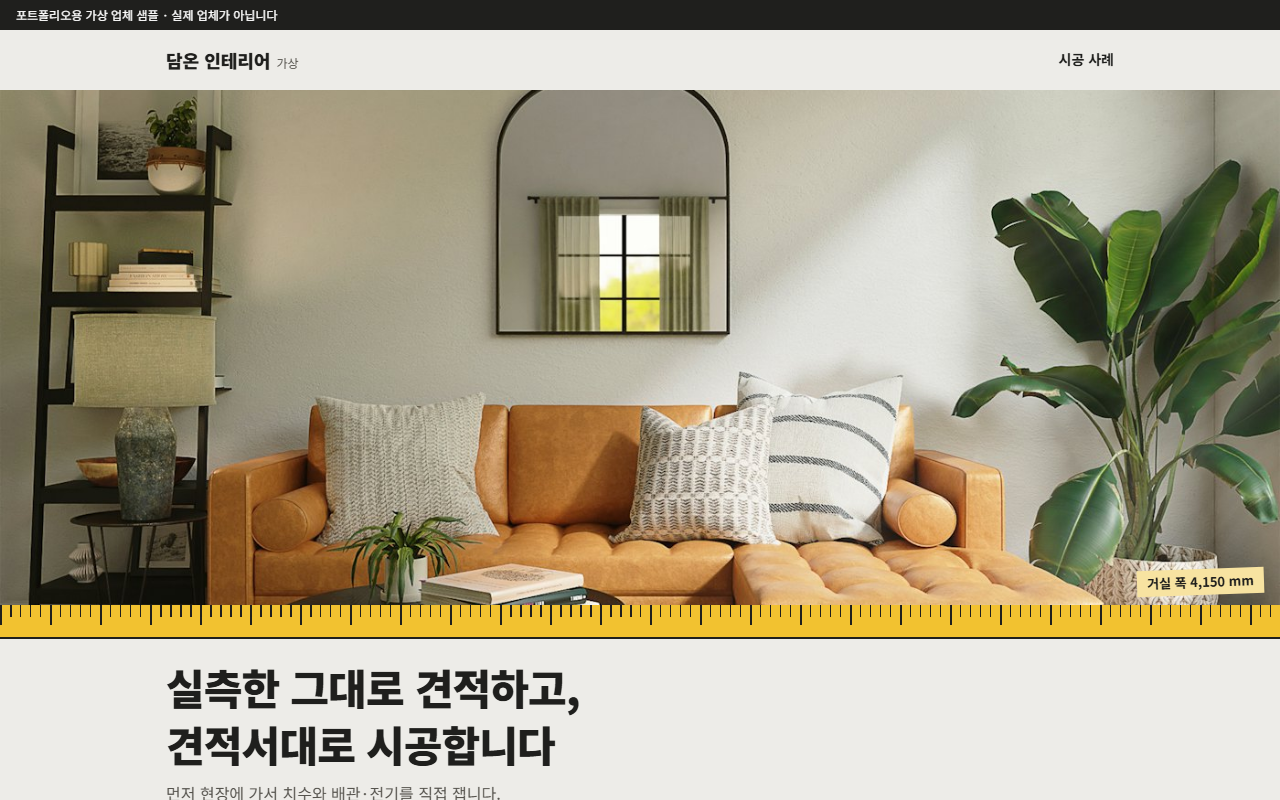 포트폴리오용 가상 업체 샘플 · 실제 업체가 아닙니다
담온 인테리어 가상
시공 사례
거실 폭 4,150 mm
실측한 그대로 견적하고,
견적서대로 시공합니다
먼저 현장에 가서 치수와 배관·전기를 직접 잽니다.